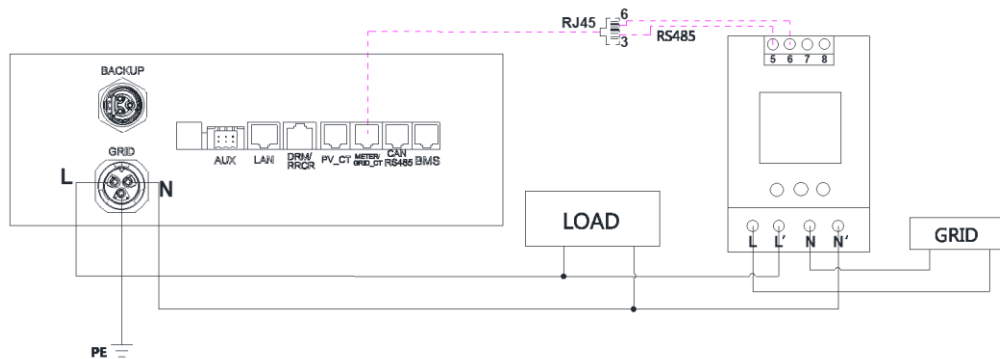 6
RJ45
3
RS485
5 6 7 8
BACKUP
GRID
L
N
AUX
LAN
DRM/
RRCR
PV_CT
METER/
GRID_CT
CAN
RS485
BMS
LOAD
L L' N N'
GRID
PE